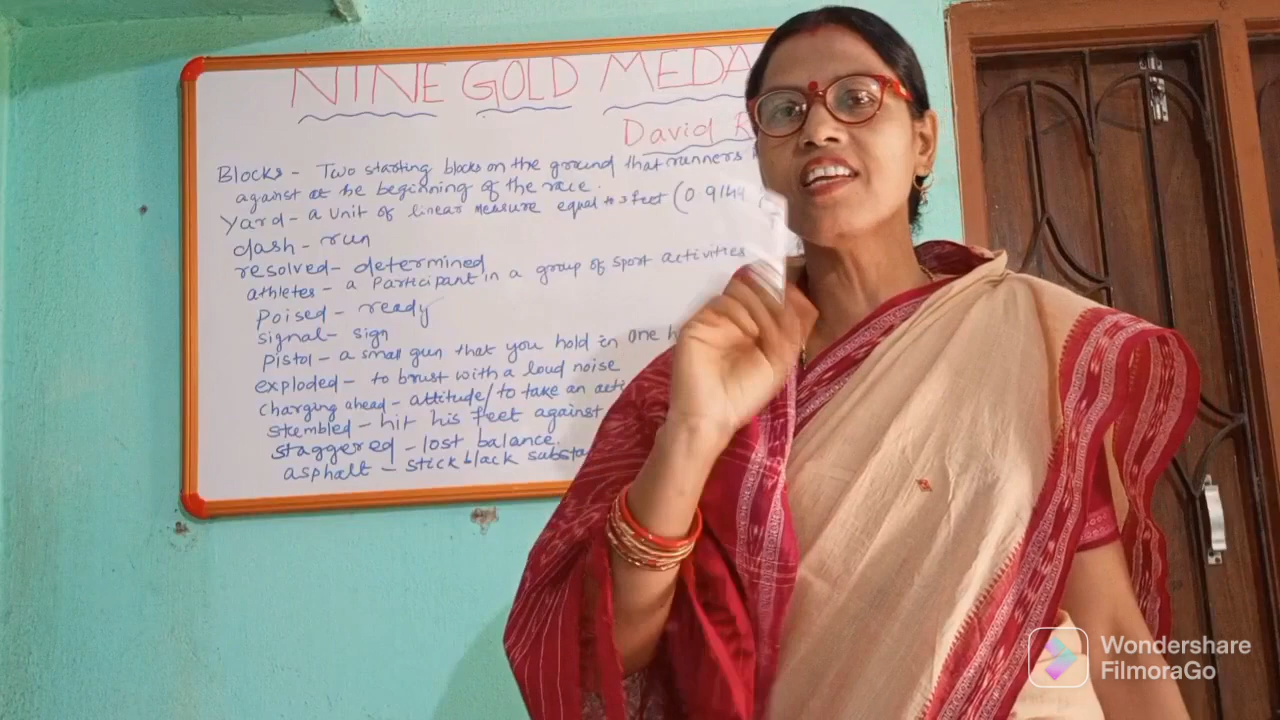 NINE GOLD MEDA
David R
Blocks - Two starting blocks on the ground that runners
against at he beginning of the race.
Yard - a unit of linear measure equal to 3 feet (0 9144
dash - run
resolved - determined
athletes - a participant in a group of sport activities
Poised - ready
signal - sign
Pistol - a small gun that you hold in one h
exploded - to brust with a loud noise
charging ahead - attitude/to take an acti
stembled - hit his feet against
staggered - lost balance.
asphalt - stick black substa
Wondershare
FilmoraGo